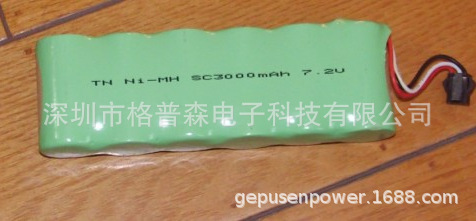 TN Ni-MH SC3000mAh 7.2V
深圳市格普森电子科技有限公司
gepusenpower.1688.com